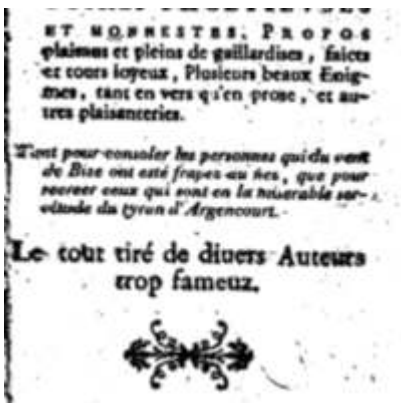 ET HONNESTES, PROPOS
plaisans et pleins de gaillardises, faicts
et tours ioyeux, Plusieurs beaux Enig-
mes, tant en vers qu'en prose, et au-
tres plaisanteries.
Tant pour consoler les personnes qui du vent
de Bize ont esté frapez au nez, que pour
recreer ceux qui sont en la miserable ser-
vitude du tyran d'Argencourt.
Le tout tiré de diuers Auteurs
trop fameuz.